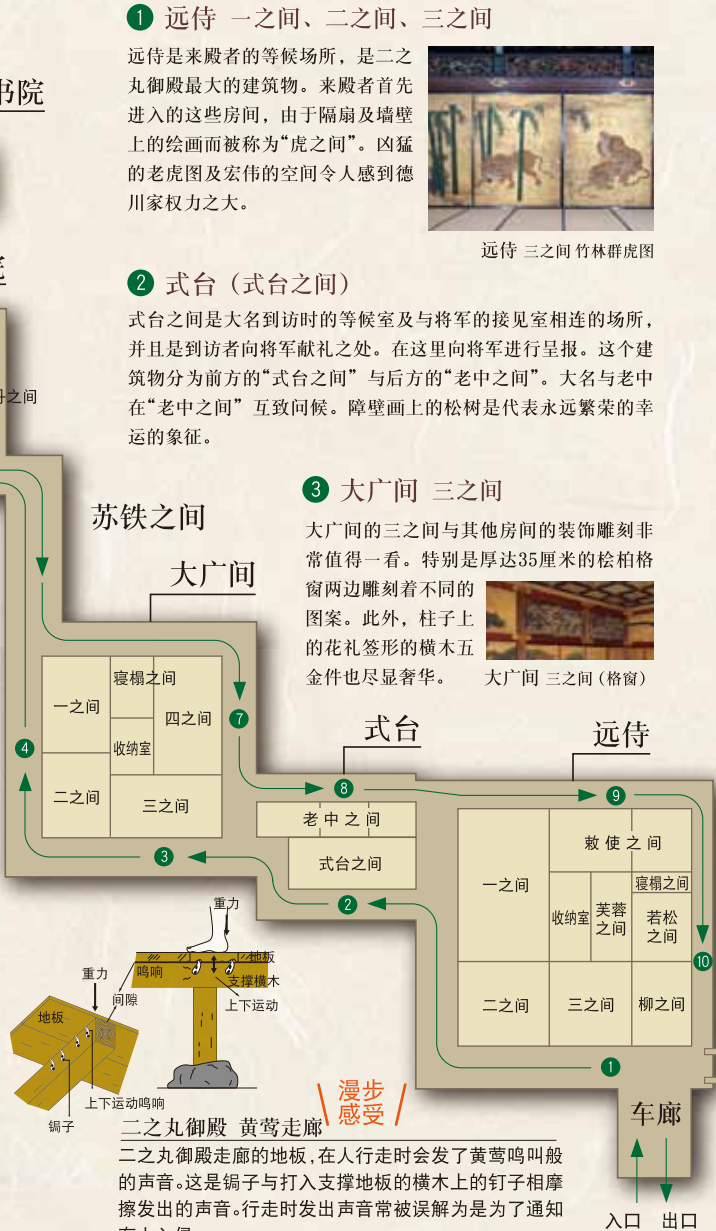 1 远侍 一之间、二之间、三之间
远侍是来殿者的等候场所，是二之
丸御殿最大的建筑物。来殿者首先
进入的这些房间，由于隔扇及墙壁
上的绘画而被称为“虎之间”。凶猛
的老虎图及宏伟的空间令人感到德
川家权力之大。
远侍 三之间 竹林群虎图
书院
2 式台（式台之间）
式台之间是大名到访时的等候室及与将军的接见室相连的场所，
并且是到访者向将军献礼之处。在这里向将军进行呈报。这个建
筑物分为前方的“式台之间”与后方的“老中之间”。大名与老中
在“老中之间”互致问候。障壁画上的松树是代表永远繁荣的幸
运的象征。
之间
3 大广间 三之间
大广间的三之间与其他房间的装饰雕刻非
常值得一看。特别是厚达35厘米的桧柏格
窗两边雕刻着不同的
图案。此外，柱子上
的花礼签形的横木五
金件也尽显奢华。
大广间 三之间（格窗）
苏铁之间
大广间
一之间
寝榻之间
四之间
收纳室
二之间
三之间
4
7
3
式台
8
老中之间
式台之间
2
远侍
9
敕使之间
一之间
寝榻之间
收纳室
芙蓉
之间
若松
之间
10
二之间
三之间
柳之间
1
车廊
入口
出口
重力
地板
鸣响
支撑横木
上下运动
重力
间隙
地板
上下运动鸣响
锔子
漫步
感受
二之丸御殿 黄莺走廊
二之丸御殿走廊的地板，在人行走时会发了黄莺鸣叫般
的声音。这是锔子与打入支撑地板的横木上的钉子相摩
擦发出的声音。行走时发出声音常被误解为是为了通知